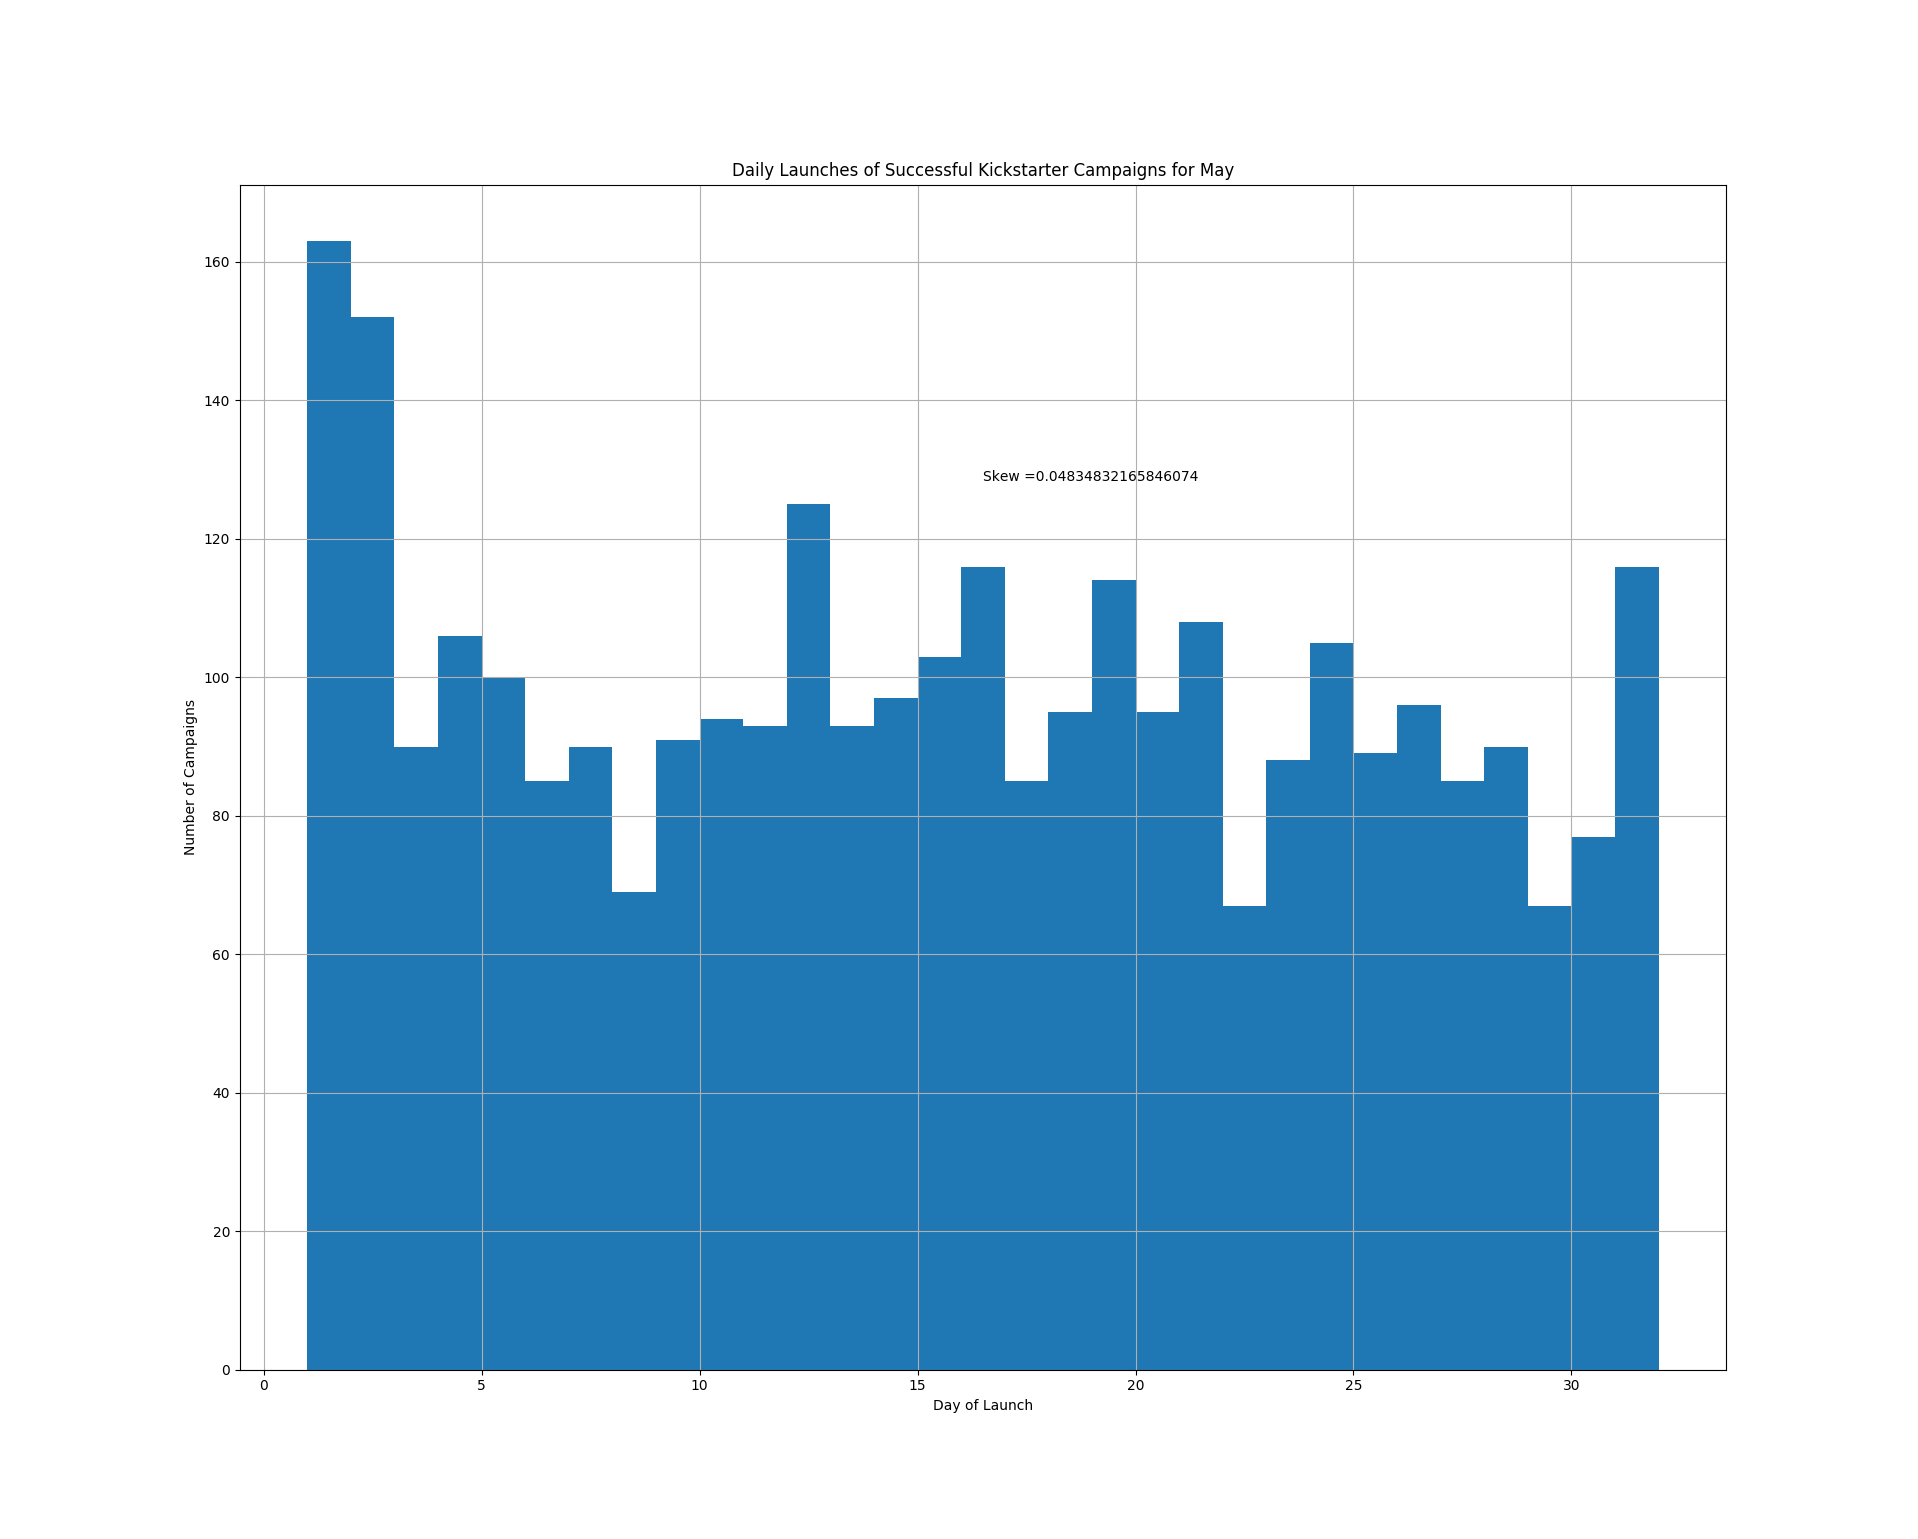 Daily Launches of Successful Kickstarter Campaigns for May
160
140
Skew =0.04834832165846074
120
100
Number of Campaigns
80
60
40
20
0
0 5 10 15 20 25 30
Day of Launch